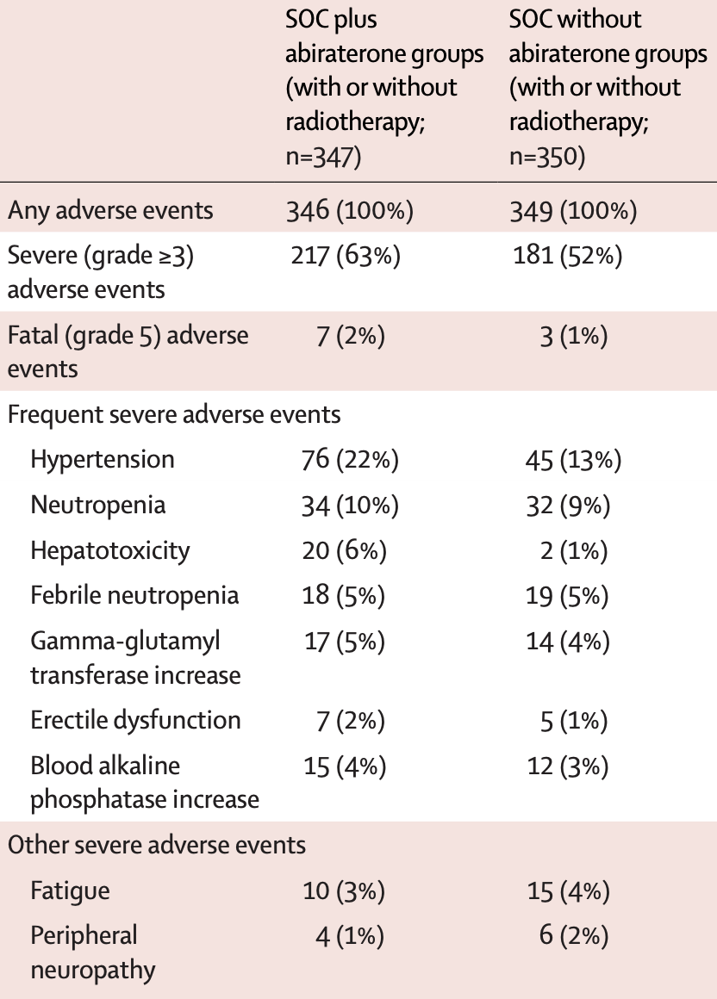 SOC plus abiraterone groups (with or without radiotherapy; n=347)
SOC without abiraterone groups (with or without radiotherapy; n=350)
Any adverse events 346 (100%) 349 (100%)
Severe (grade ≥3) 217 (63%) 181 (52%)
adverse events
Fatal (grade 5) adverse 7 (2%) 3 (1%)
events
Frequent severe adverse events
Hypertension 76 (22%) 45 (13%)
Neutropenia 34 (10%) 32 (9%)
Hepatotoxicity 20 (6%) 2 (1%)
Febrile neutropenia 18 (5%) 19 (5%)
Gamma-glutamyl 17 (5%) 14 (4%)
transferase increase
Erectile dysfunction 7 (2%) 5 (1%)
Blood alkaline 15 (4%) 12 (3%)
phosphatase increase
Other severe adverse events
Fatigue 10 (3%) 15 (4%)
Peripheral 4 (1%) 6 (2%)
neuropathy